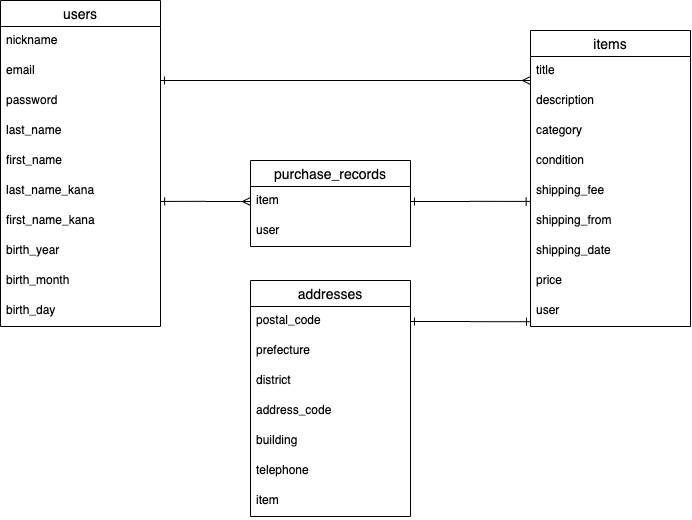 users
nickname
email
password
last_name
first_name
last_name_kana
first_name_kana
birth_year
birth_month
birth_day
purchase_records
item
user
addresses
postal_code
prefecture
district
address_code
building
telephone
item
items
title
description
category
condition
shipping_fee
shipping_from
shipping_date
price
user